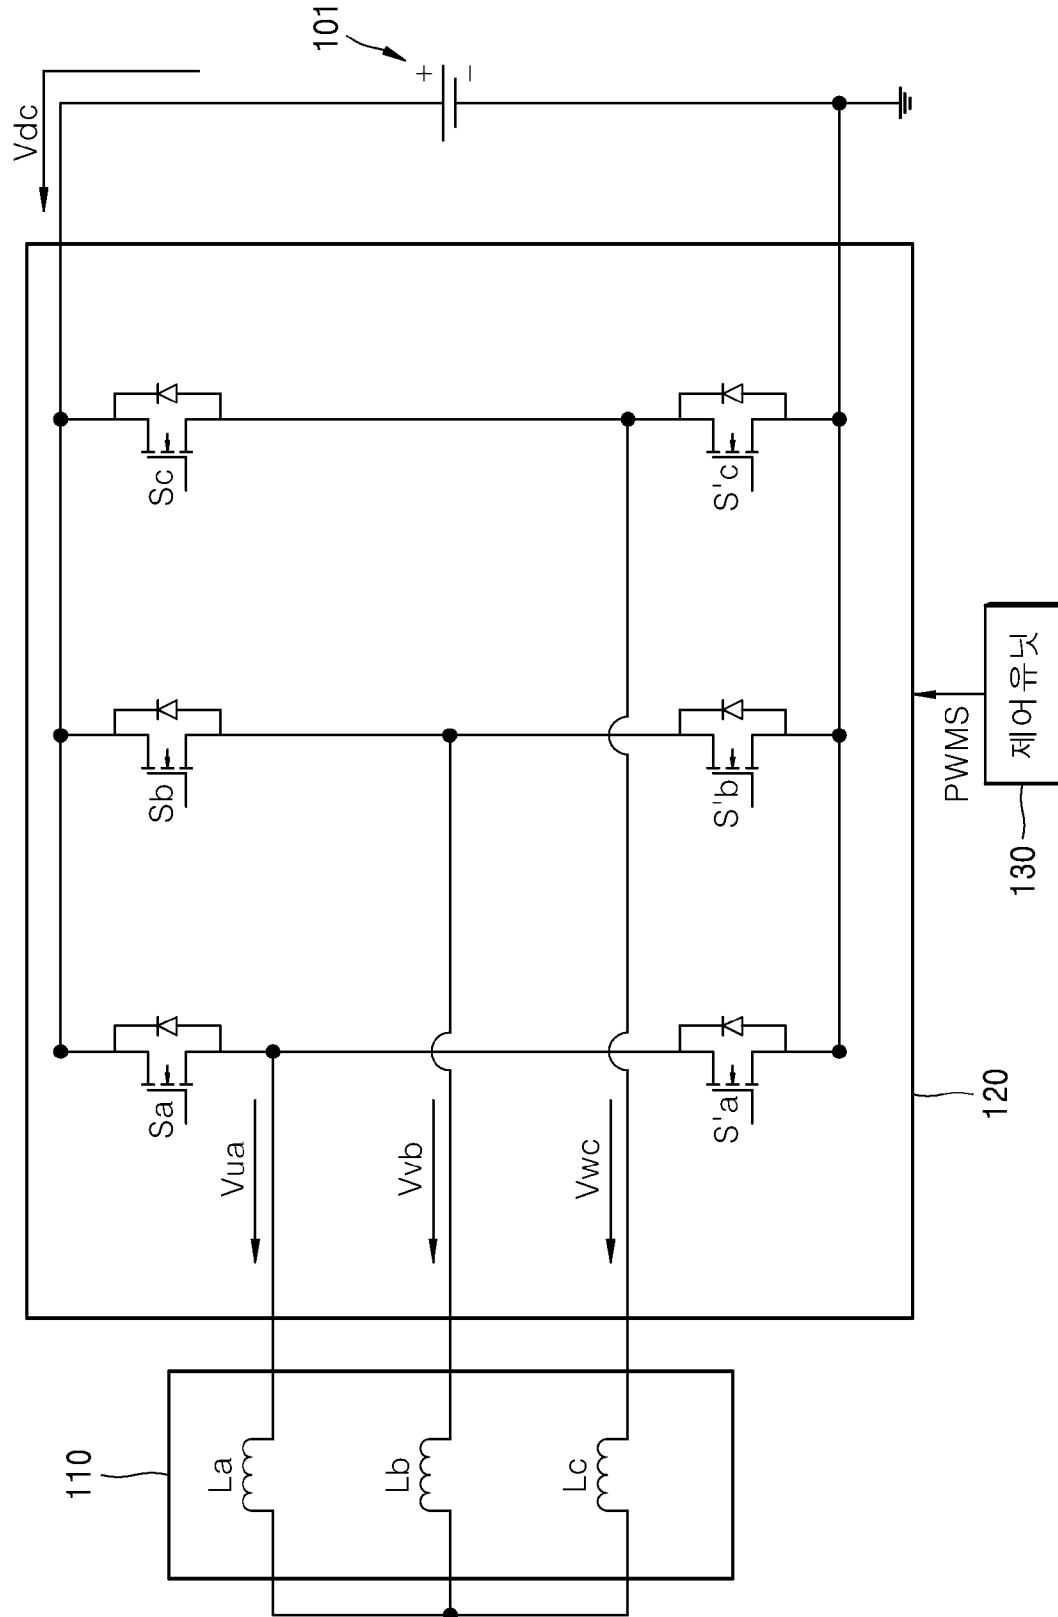 110
La
Lb
Lc
Vua
Vvb
Vwc
Sa
Sb
Sc
S'a
S'b
S'c
120
Vdc
101
+
−
PWMS
제어유닛
130